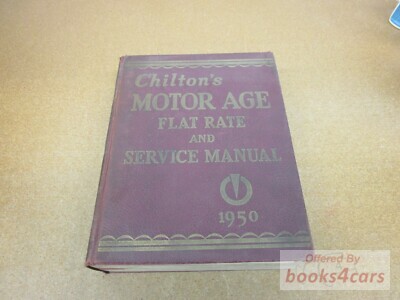 Chilton's
MOTOR AGE
FLAT RATE
AND
SERVICE MANUAL
1950
Offered By
books4cars